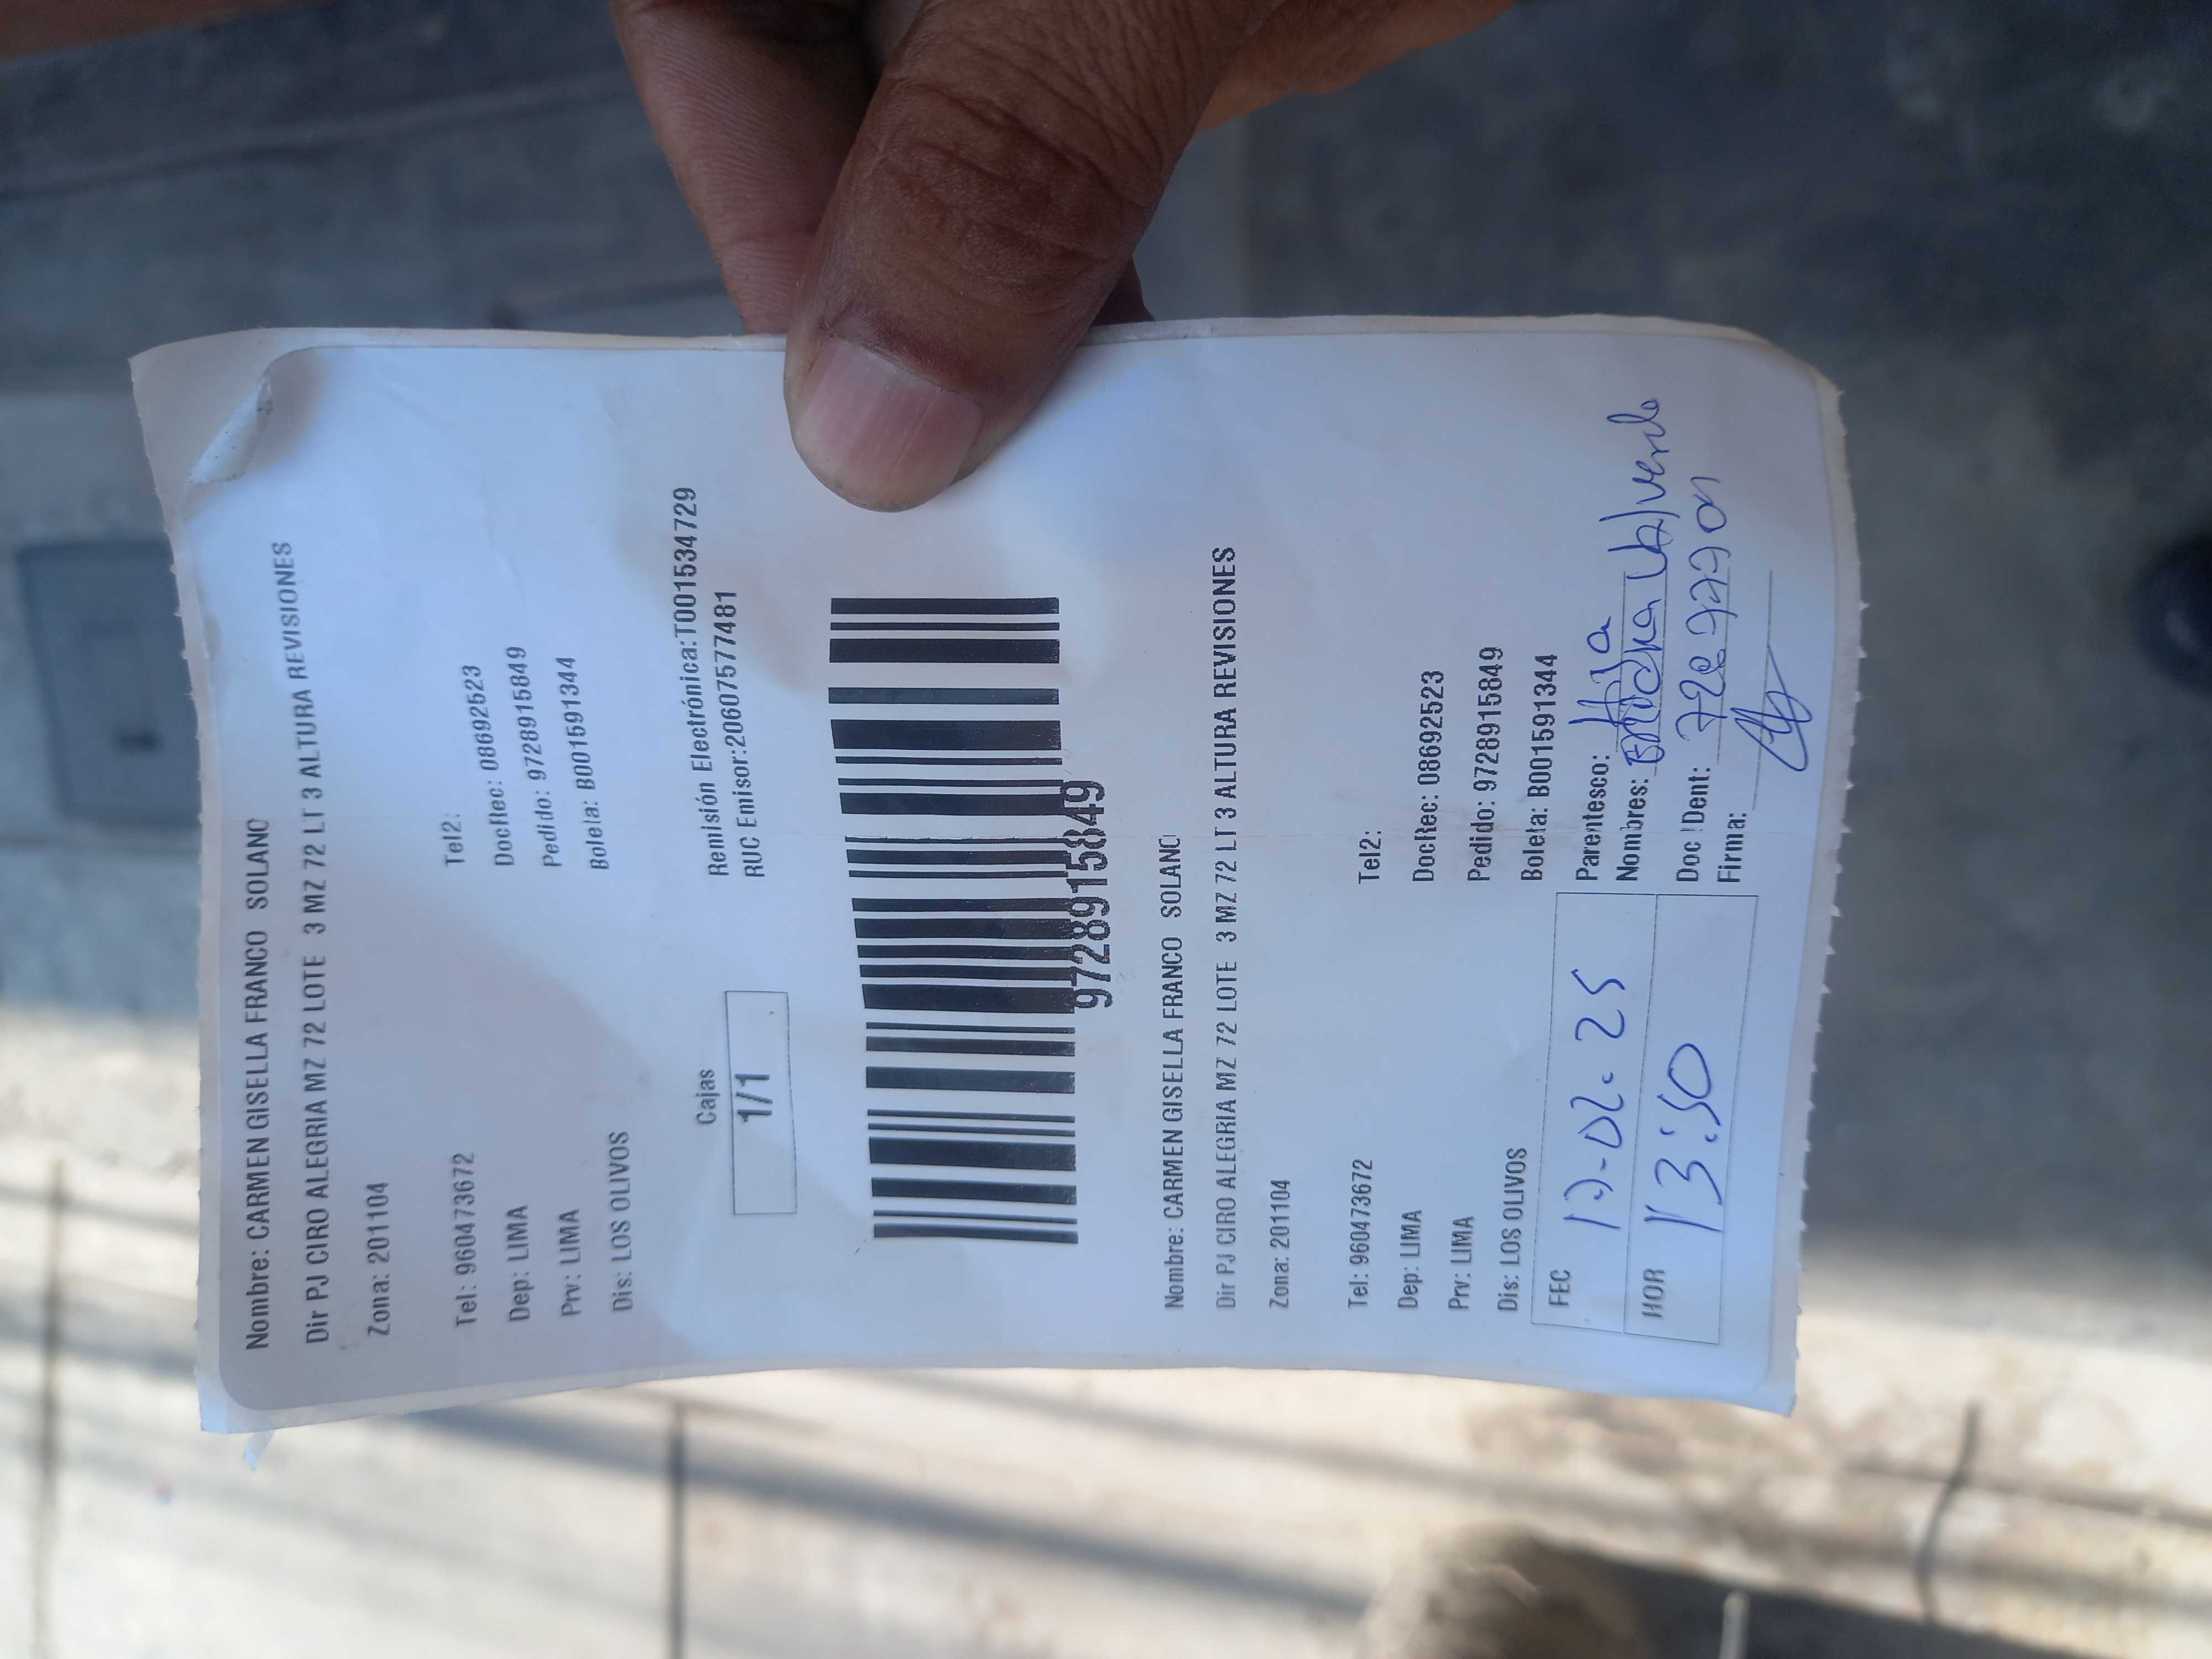 Nombre: CARMEN GISELLA FRANCO SOLANO
Dir PJ CIRO ALEGRIA MZ 72 LOTE 3 MZ 72 LT 3 ALTURA REVISIONES
Zona: 201104
Tel: 960473672 Tel2:
Dep: LIMA DocRec: 08692523
Prv: LIMA Pedido: 9728915849
Dis: LOS OLIVOS Boleta: B001591344
Cajas Remisión Electrónica:T001534729
1/1 RUC Emisor:20607577481
9728915849
Nombre: CARMEN GISELLA FRANCO SOLANO
Dir PJ CIRO ALEGRIA MZ 72 LOTE 3 MZ 72 LT 3 ALTURA REVISIONES
Zona: 201104
Tel: 960473672 Tel2:
Dep: LIMA DocRec: 08692523
Prv: LIMA Pedido: 9728915849
Dis: LOS OLIVOS Boleta: B001591344
FEC Parentesco: Hija
Nombres: Valverde
HOR 13:50 Doc IDent:
Firma: